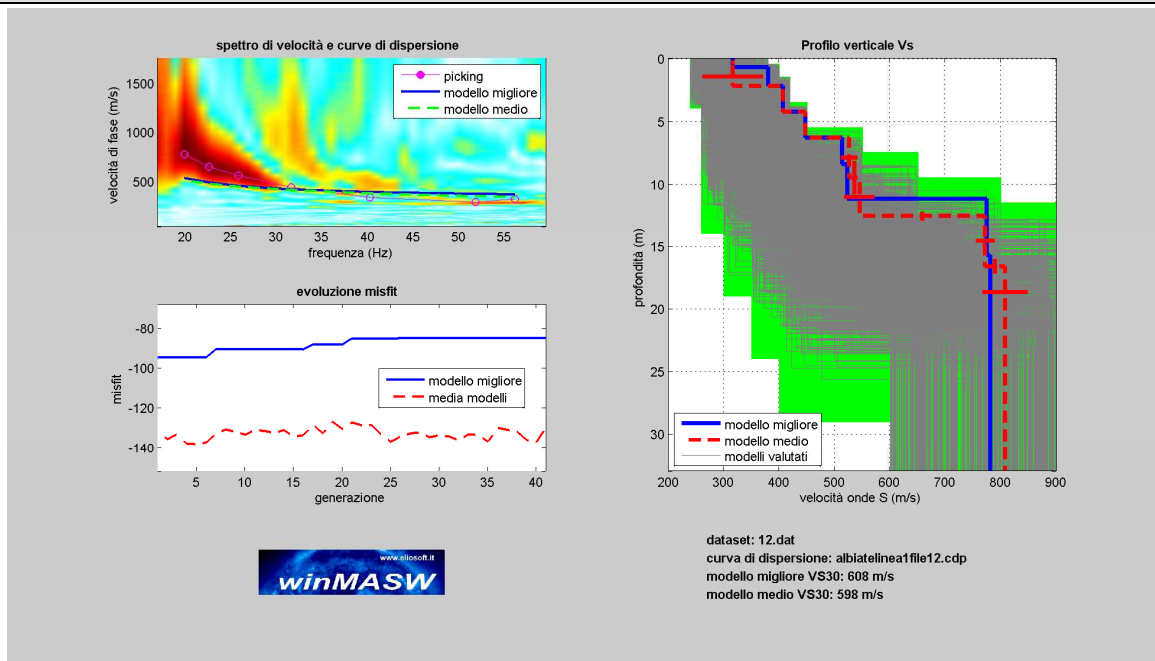 spettro di velocità e curve di dispersione
velocità di fase (m/s)
1500
1000
500
picking
modello migliore
modello medio
20 25 30 35 40 45 50 55
frequenza (Hz)
evoluzione misfit
misfit
-80
-100
-120
-140
modello migliore
media modelli
5 10 15 20 25 30 35 40
generazione
www.eliosoft.it
winMASW
Profilo verticale Vs
profondità (m)
0
5
10
15
20
25
30
modello migliore
modello medio
modelli valutati
200 300 400 500 600 700 800 900
velocità onde S (m/s)
dataset: 12.dat
curva di dispersione: albiatelinea1file12.cdp
modello migliore VS30: 608 m/s
modello medio VS30: 598 m/s